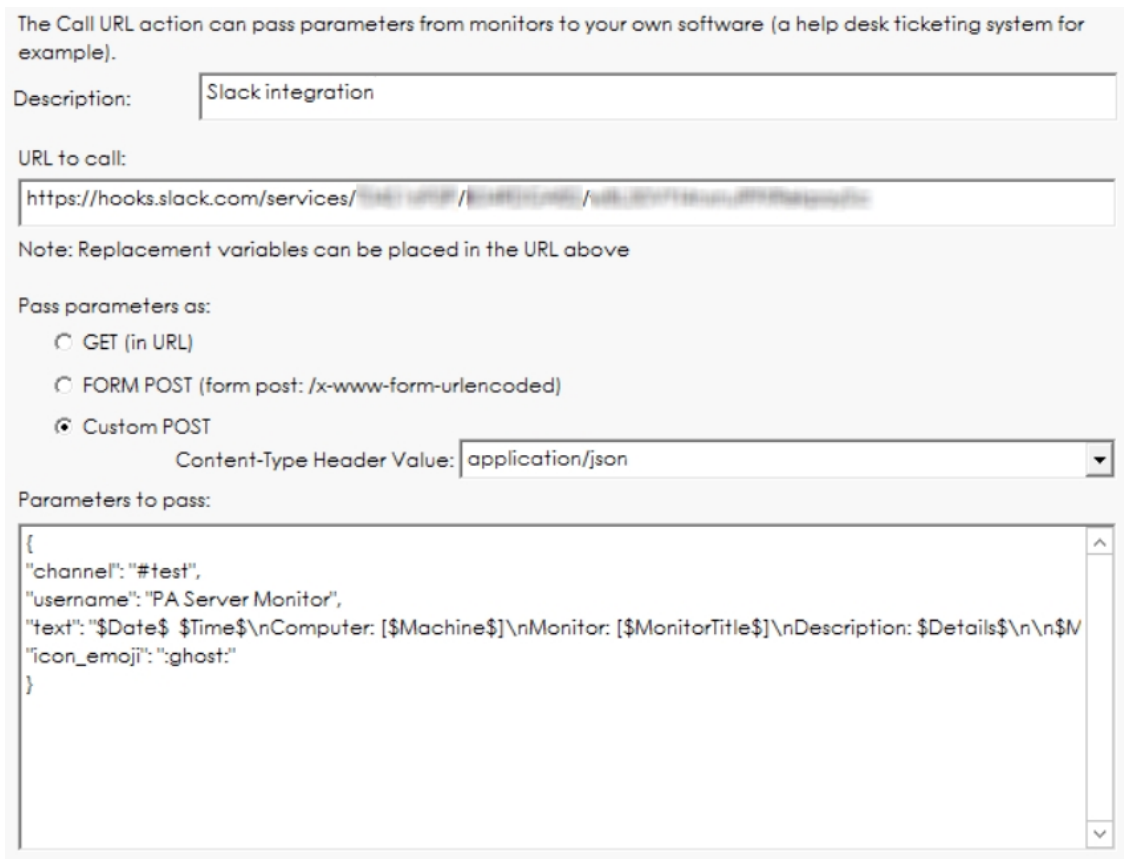 The Call URL action can pass parameters from monitors to your own software (a help desk ticketing system for
example).
Description: Slack integration
URL to call:
https://hooks.slack.com/services/ / /
Note: Replacement variables can be placed in the URL above
Pass parameters as:
GET (in URL)
FORM POST (form post: /x-www-form-urlencoded)
Custom POST
Content-Type Header Value: application/json
Parameters to pass:
{
"channel": "#test",
"username": "PA Server Monitor",
"text": "$Date$  $Time$\nComputer: [$Machine$]\nMonitor: [$MonitorTitle$]\nDescription: $Details$\n\n$M
"icon_emoji": ":ghost:"
}